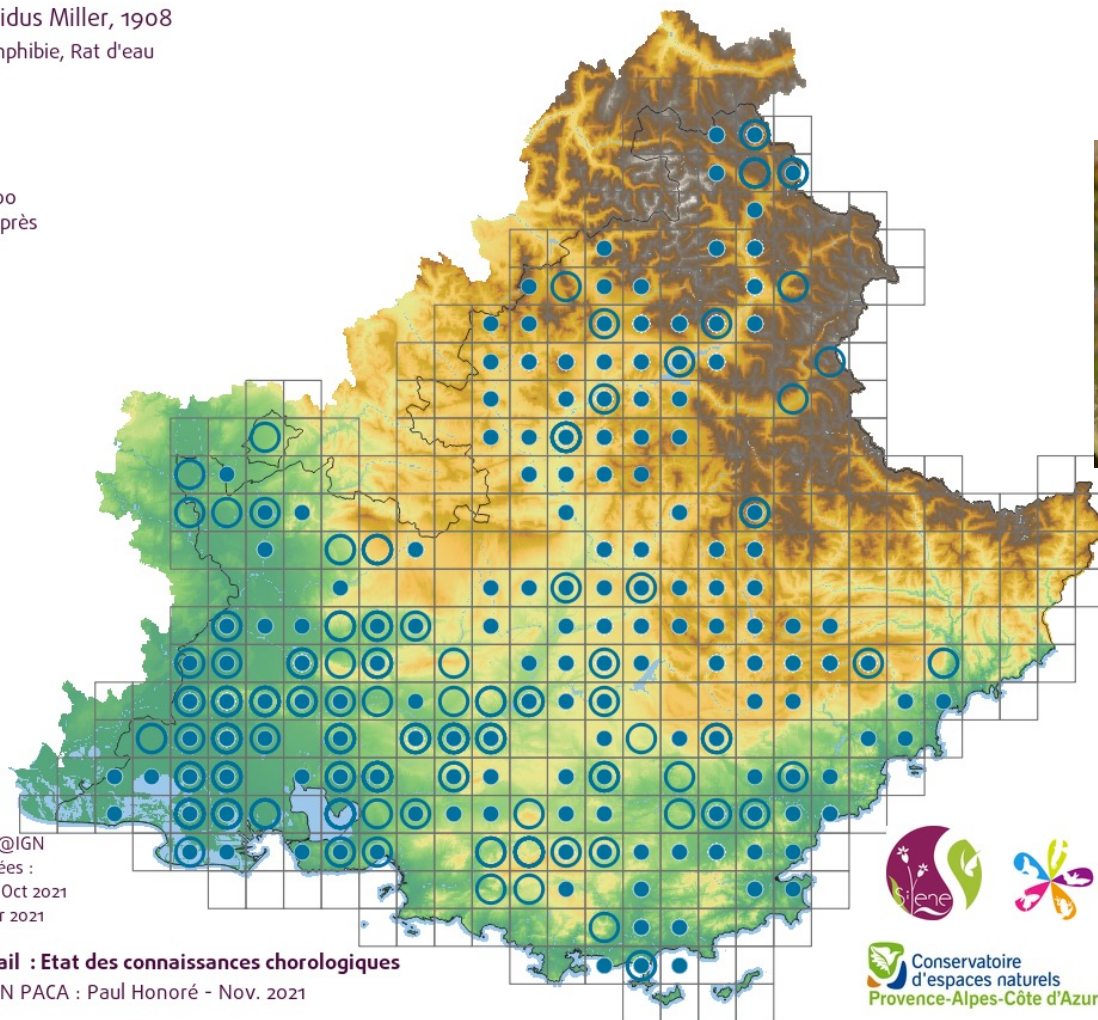 idus Miller, 1908
nphibie, Rat d'eau
00
près
@IGN
ées :
Oct 2021
r 2021
ail : Etat des connaissances chorologiques
N PACA : Paul Honoré - Nov. 2021
Silene
Conservatoire
d'espaces naturels
Provence-Alpes-Côte d'Azur